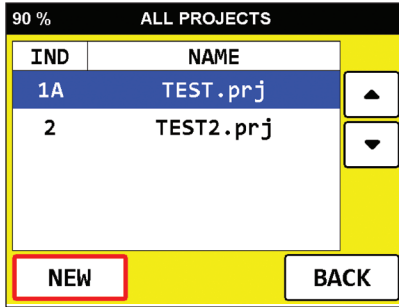 90 % ALL PROJECTS
IND NAME
1A TEST.prj
2 TEST2.prj
NEW BACK